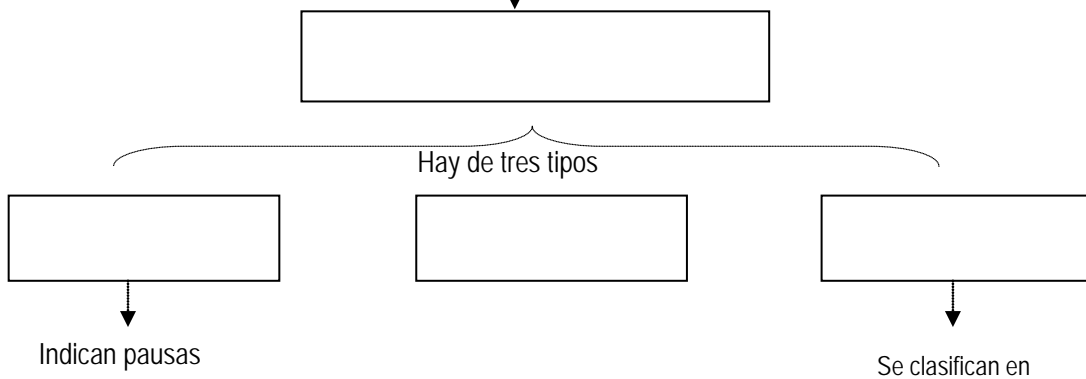 Hay de tres tipos
Indican pausas
Se clasifican en